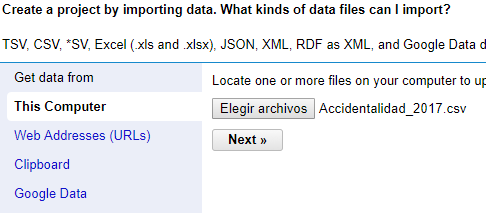 Create a project by importing data. What kinds of data files can I import?
TSV, CSV, *SV, Excel (.xls and .xlsx), JSON, XML, RDF as XML, and Google Data d
Get data from
Locate one or more files on your computer to up
This Computer
Elegir archivos Accidentalidad_2017.csv
Web Addresses (URLs)
Next »
Clipboard
Google Data